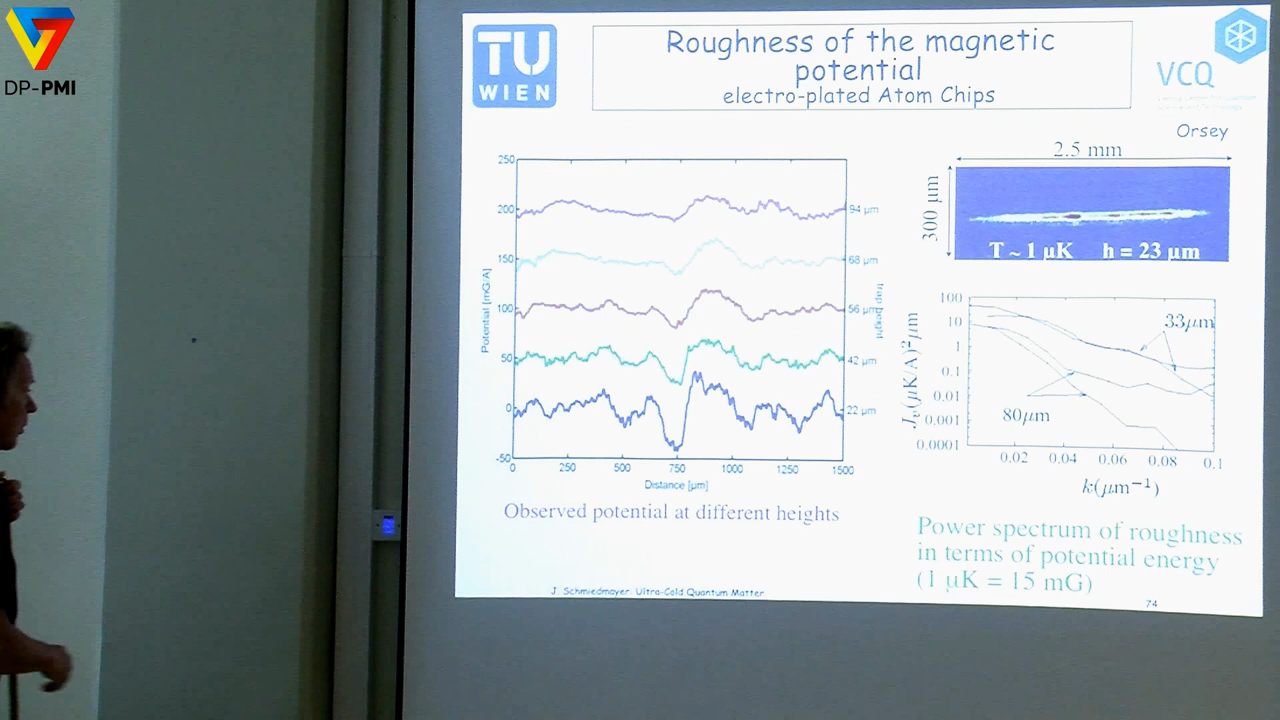 DP-PMI
TU
WIEN
Roughness of the magnetic
potential
electro-plated Atom Chips
VCQ
Orsey
2.5 mm
300 µm
T ~ 1 µK h = 23 µm
250
200
150
100
50
0
-50
0 250 500 750 1000 1250 1500
Potential [mG/A]
Distance [µm]
94 µm
68 µm
56 µm
42 µm
22 µm
trap height
Observed potential at different heights
100
10
1
0.1
0.01
0.001
0.0001
0.02 0.04 0.06 0.08 0.1
(µK/A)²µm
33µm
80µm
k(µm⁻¹)
Power spectrum of roughness
in terms of potential energy
(1 µK = 15 mG)
J. Schmiedmayer: Ultra-Cold Quantum Matter
74